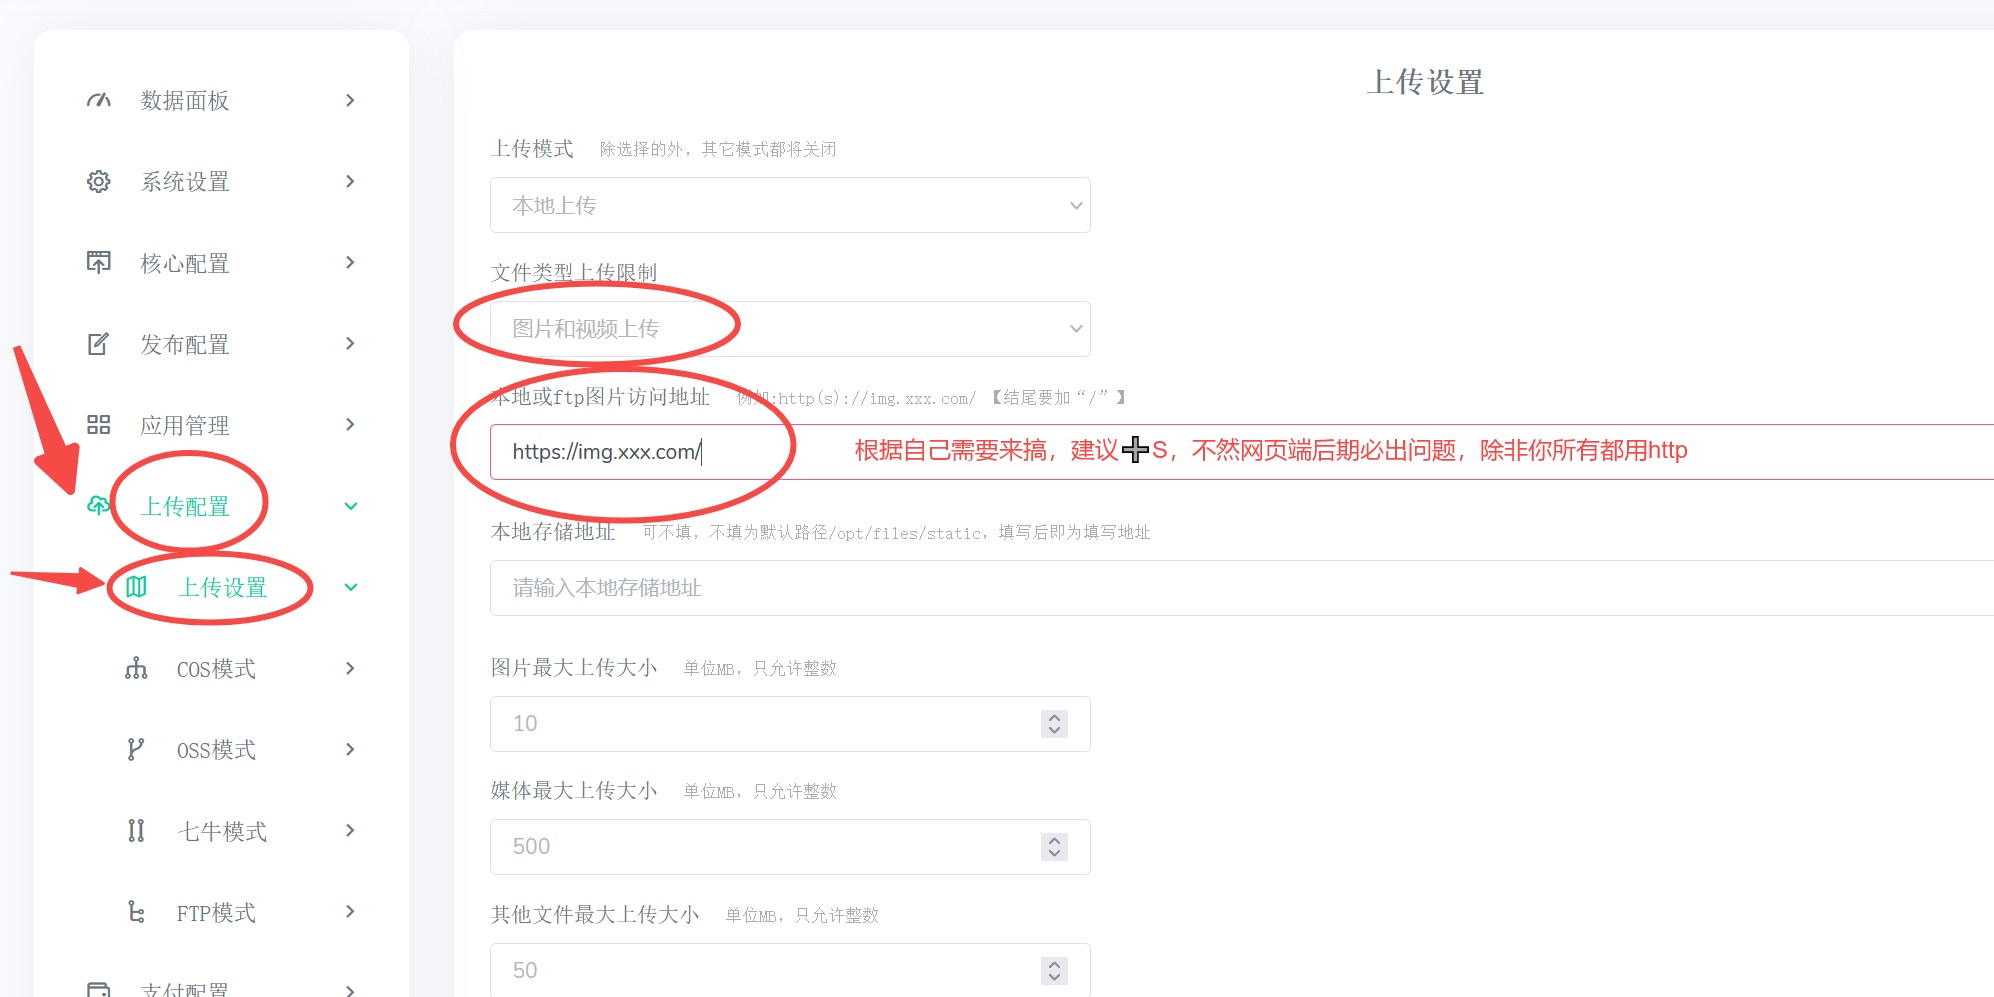 数据面板
系统设置
核心配置
发布配置
应用管理
上传配置
上传设置
COS模式
OSS模式
七牛模式
FTP模式
支付配置
上传设置
上传模式 除选择的外，其它模式都将关闭
本地上传
文件类型上传限制
图片和视频上传
本地或ftp图片访问地址 例如:http(s)://img.xxx.com/ 【结尾要加“/”】
https://img.xxx.com/ 根据自己需要来搞，建议+S，不然网页端后期必出问题，除非你所有都用http
本地存储地址 可不填，不填为默认路径/opt/files/static，填写后即为填写地址
请输入本地存储地址
图片最大上传大小 单位MB，只允许整数
10
媒体最大上传大小 单位MB，只允许整数
500
其他文件最大上传大小 单位MB，只允许整数
50